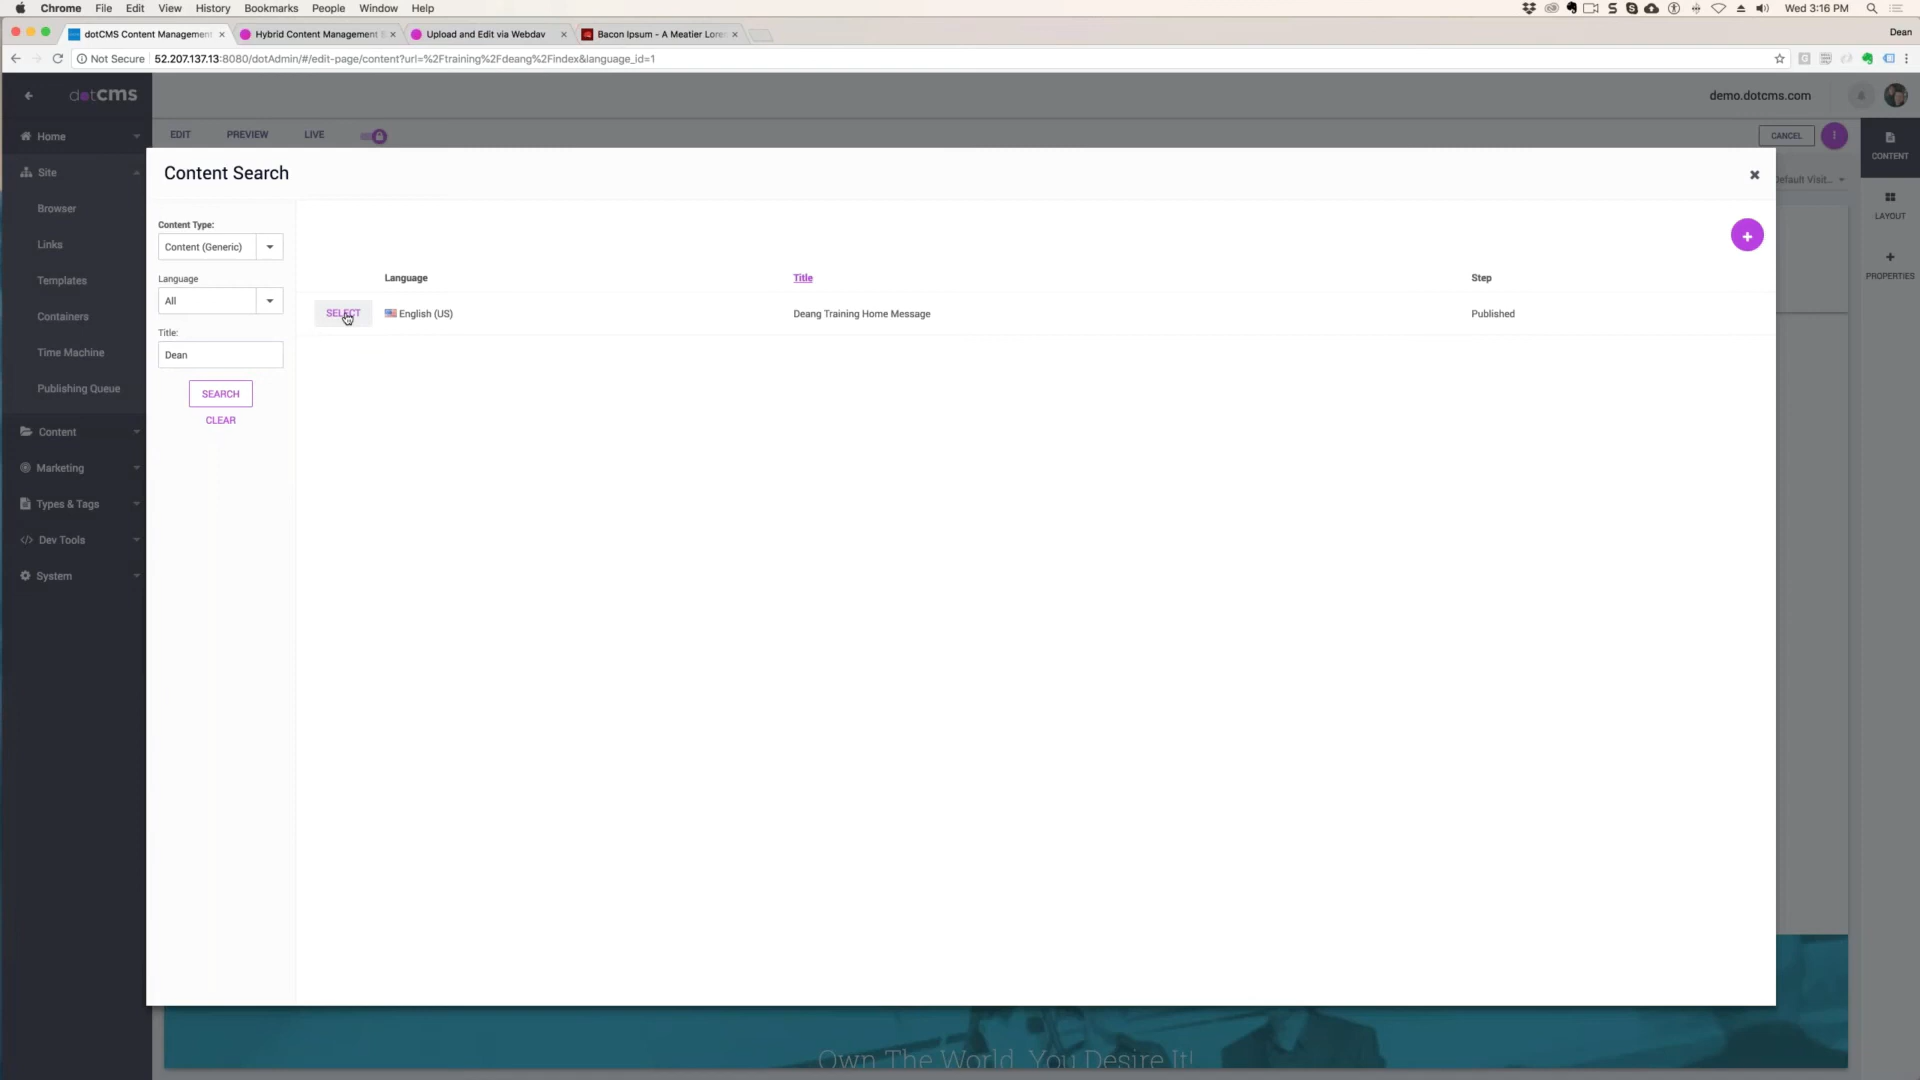 Chrome File Edit View History Bookmarks People Window Help
Wed 3:16 PM
dotCMS Content Management
Hybrid Content Management
Upload and Edit via Webdav
Bacon Ipsum - A Meatier Lore
Dean
Not Secure
52.207.137.13:8080/dotAdmin/#/edit-page/content?url=%2Ftraining%2Fdeang%2Findex&language_id=1
dotCMS
demo.dotcms.com
Home
EDIT PREVIEW LIVE
CANCEL
CONTENT
Content Search
Site
Default Visit...
Browser
Content Type:
LAYOUT
Links
Content (Generic)
Language
Language Title Step
PROPERTIES
Templates
All
SELECT English (US) Deang Training Home Message Published
Containers
Title:
Time Machine
Dean
Publishing Queue
SEARCH
CLEAR
Content
Marketing
Types & Tags
Dev Tools
System
Own The World, You Desire It!